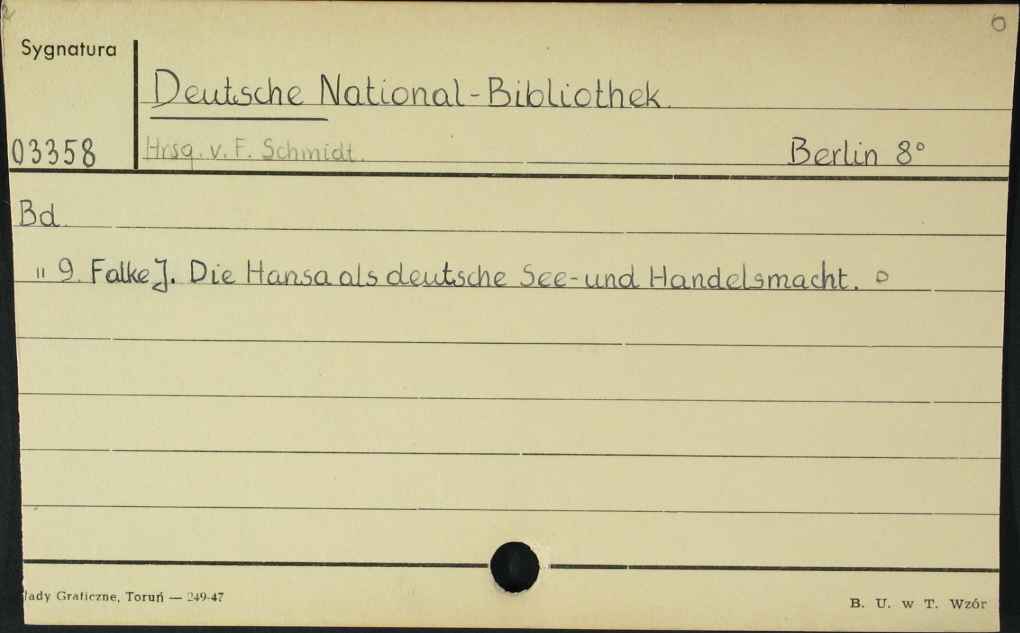 Sygnatura
Deutsche National-Bibliothek.
03358
Hrsg. v. F. Schmidt.
Berlin 8°
Bd.
" 9. Falke J. Die Hansa als deutsche See- und Handelsmacht.
łady Graficzne, Toruń — 249-47
B. U. w T. Wzór